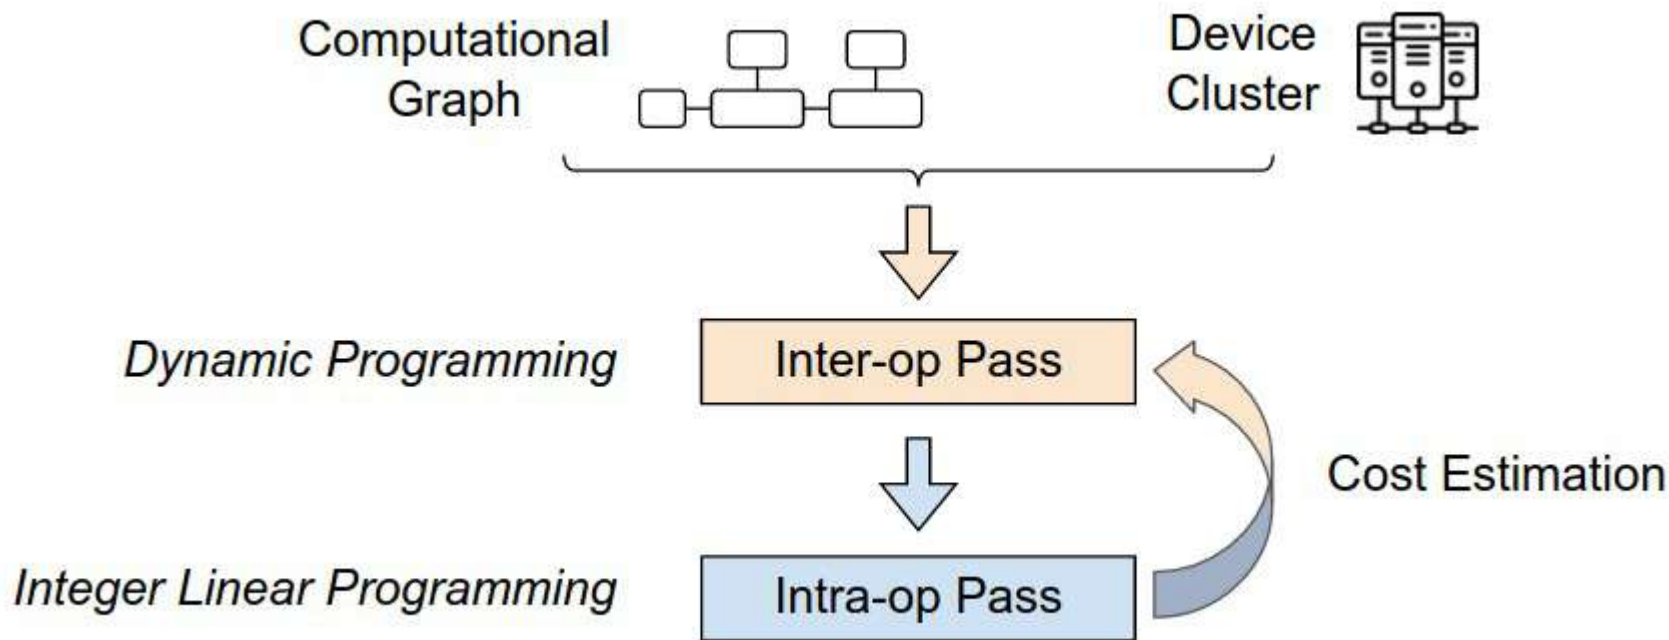 Computational
Graph
Device
Cluster
Dynamic Programming
Inter-op Pass
Cost Estimation
Integer Linear Programming
Intra-op Pass